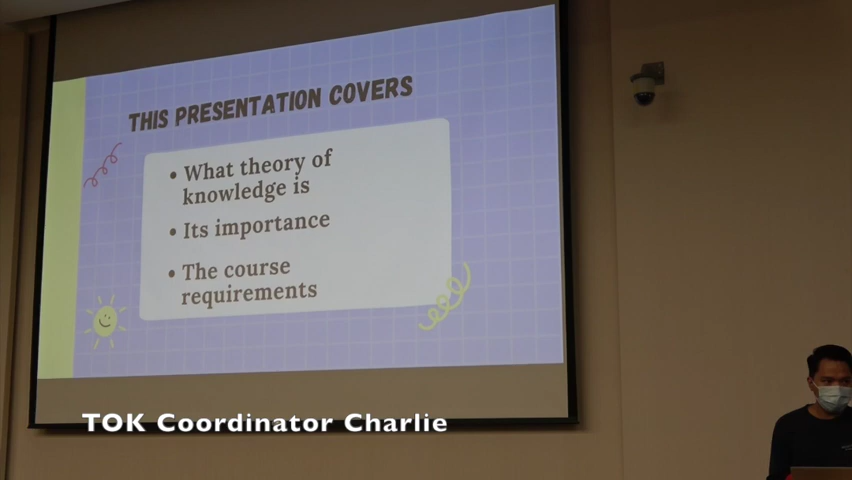 THIS PRESENTATION COVERS
• What theory of
knowledge is
• Its importance
• The course
requirements
TOK Coordinator Charlie